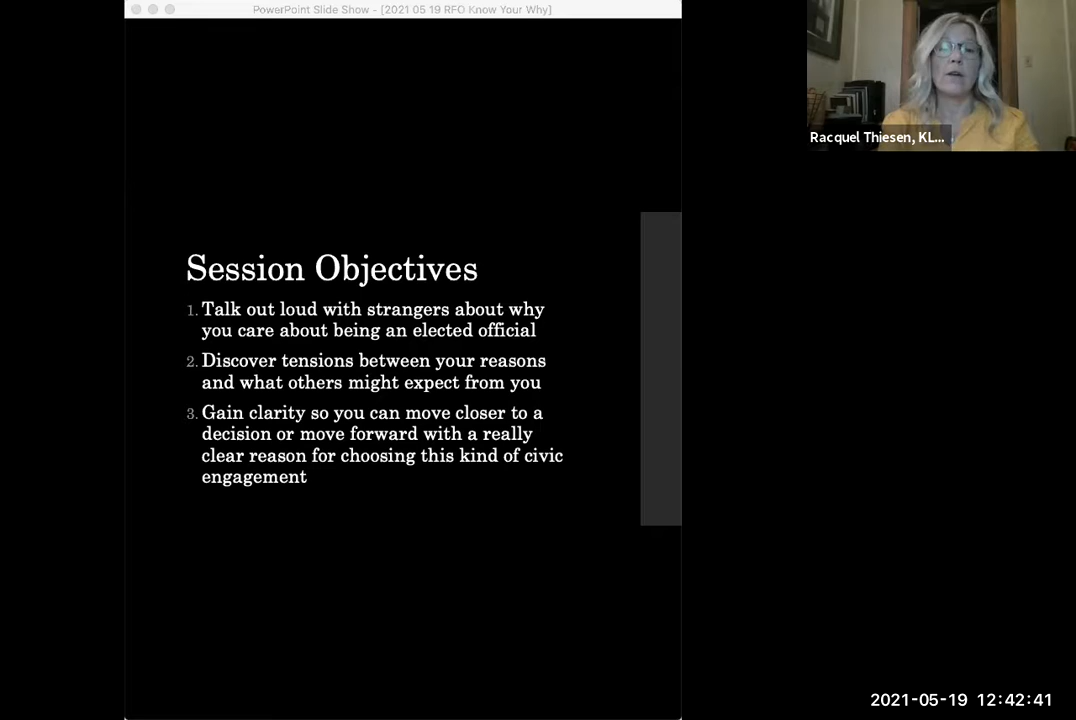 PowerPoint Slide Show - [2021 05 19 RFO Know Your Why]
Racquel Thiesen, KL...
Session Objectives
1. Talk out loud with strangers about why
you care about being an elected official
2. Discover tensions between your reasons
and what others might expect from you
3. Gain clarity so you can move closer to a
decision or move forward with a really
clear reason for choosing this kind of civic
engagement
2021-05-19 12:42:41